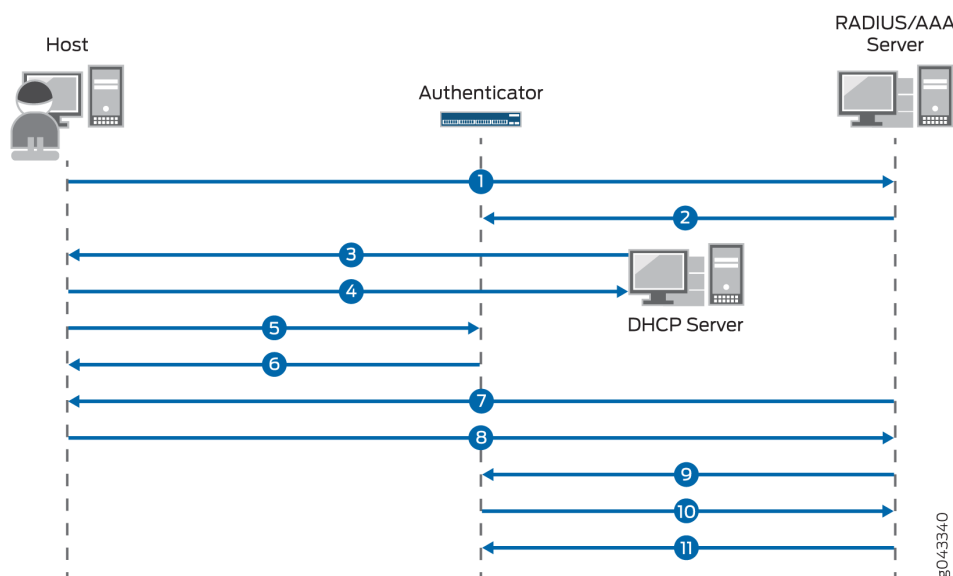 RADIUS/AAA
Server
Host
Authenticator
1
2
3
4
DHCP Server
5
6
7
8
9
10
11
g043340